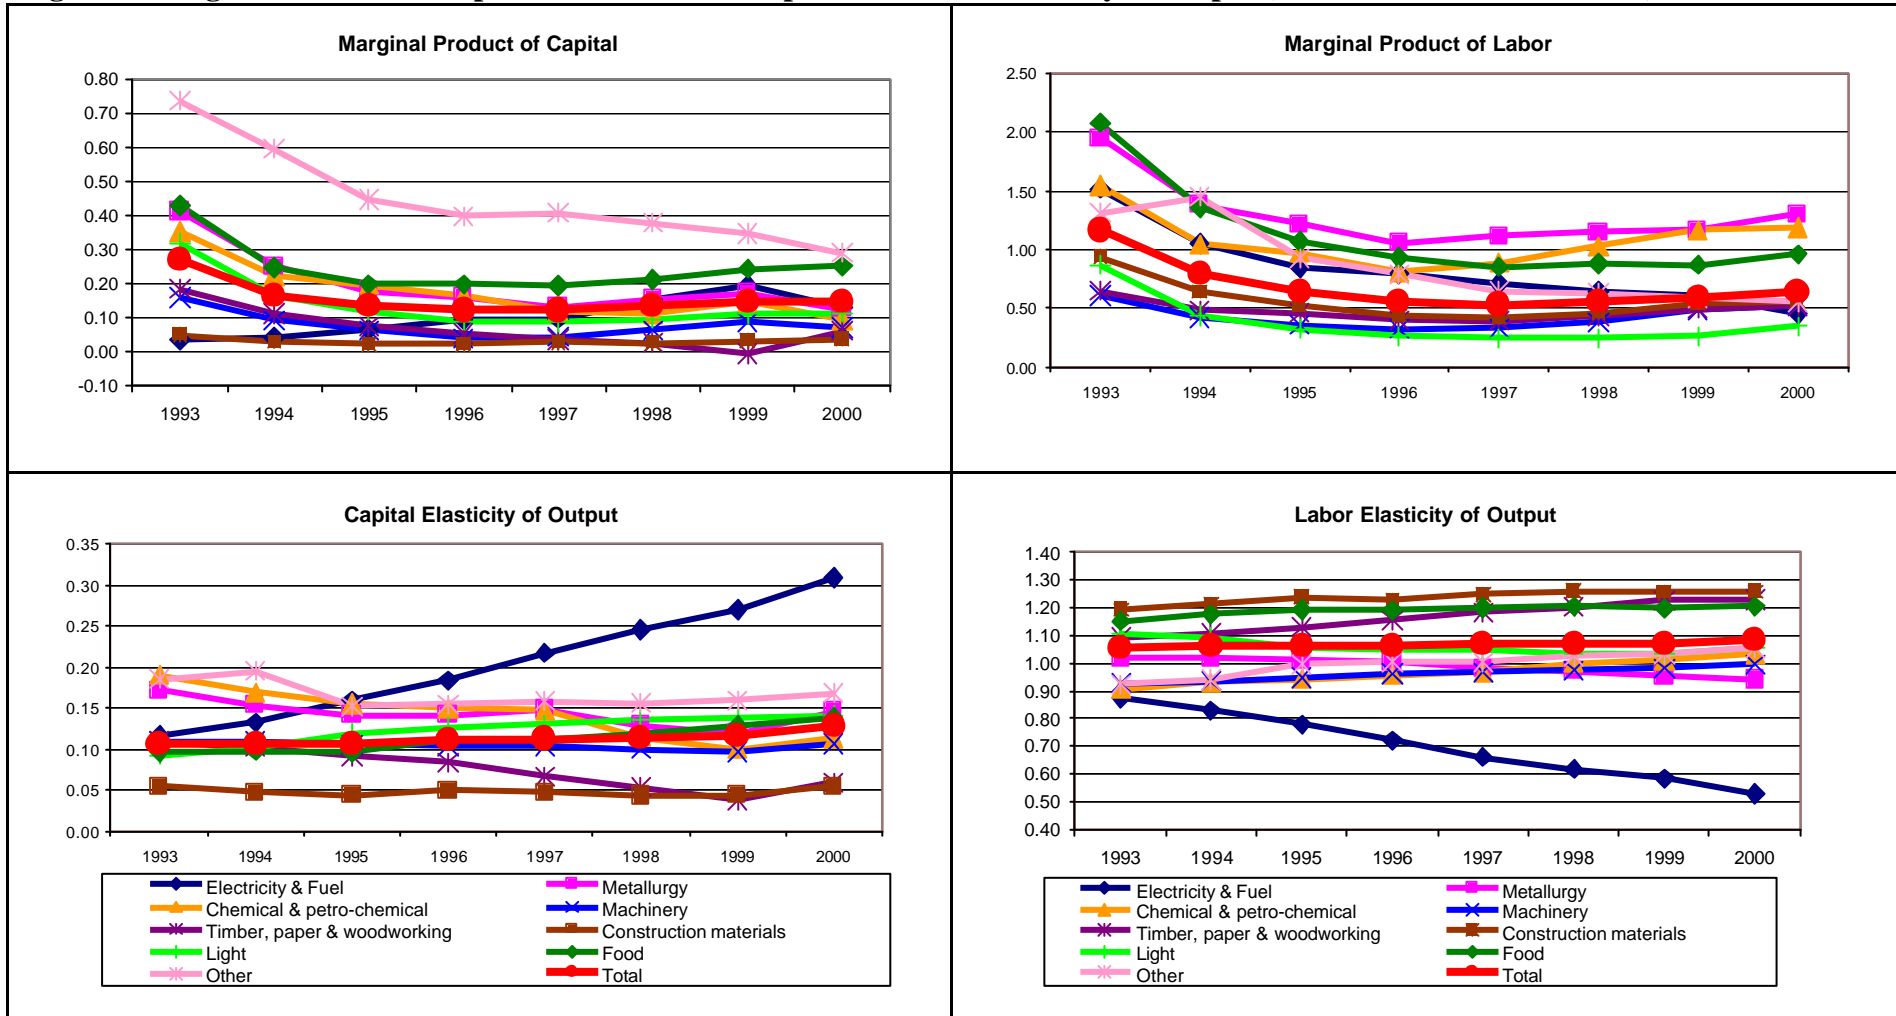 Marginal Product of Capital
0.80
0.70
0.60
0.50
0.40
0.30
0.20
0.10
0.00
-0.10
1993 1994 1995 1996 1997 1998 1999 2000
Marginal Product of Labor
2.50
2.00
1.50
1.00
0.50
0.00
1993 1994 1995 1996 1997 1998 1999 2000
Capital Elasticity of Output
0.35
0.30
0.25
0.20
0.15
0.10
0.05
0.00
1993 1994 1995 1996 1997 1998 1999 2000
Electricity & Fuel Metallurgy
Chemical & petro-chemical Machinery
Timber, paper & woodworking Construction materials
Light Food
Other Total
Labor Elasticity of Output
1.40
1.30
1.20
1.10
1.00
0.90
0.80
0.70
0.60
0.50
0.40
1993 1994 1995 1996 1997 1998 1999 2000
Electricity & Fuel Metallurgy
Chemical & petro-chemical Machinery
Timber, paper & woodworking Construction materials
Light Food
Other Total